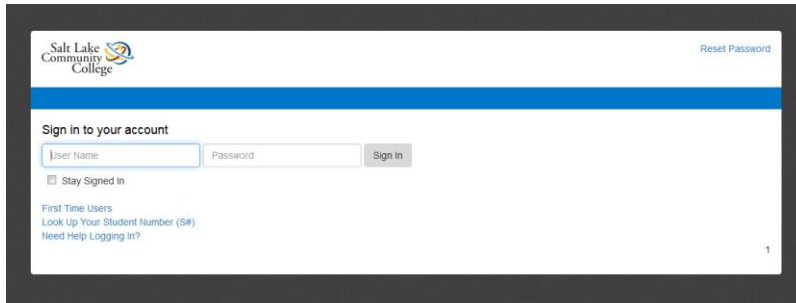 Salt Lake
Community
College
Reset Password
Sign in to your account
User Name Password Sign In
Stay Signed In
First Time Users
Look Up Your Student Number (S#)
Need Help Logging In?
1